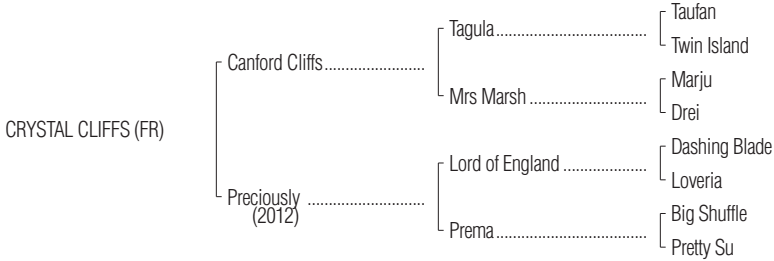 Taufan
Tagula
Twin Island
Canford Cliffs
Marju
Mrs Marsh
Drei
CRYSTAL CLIFFS (FR)
Dashing Blade
Lord of England
Loveria
Preciously
(2012)
Big Shuffle
Prema
Pretty Su